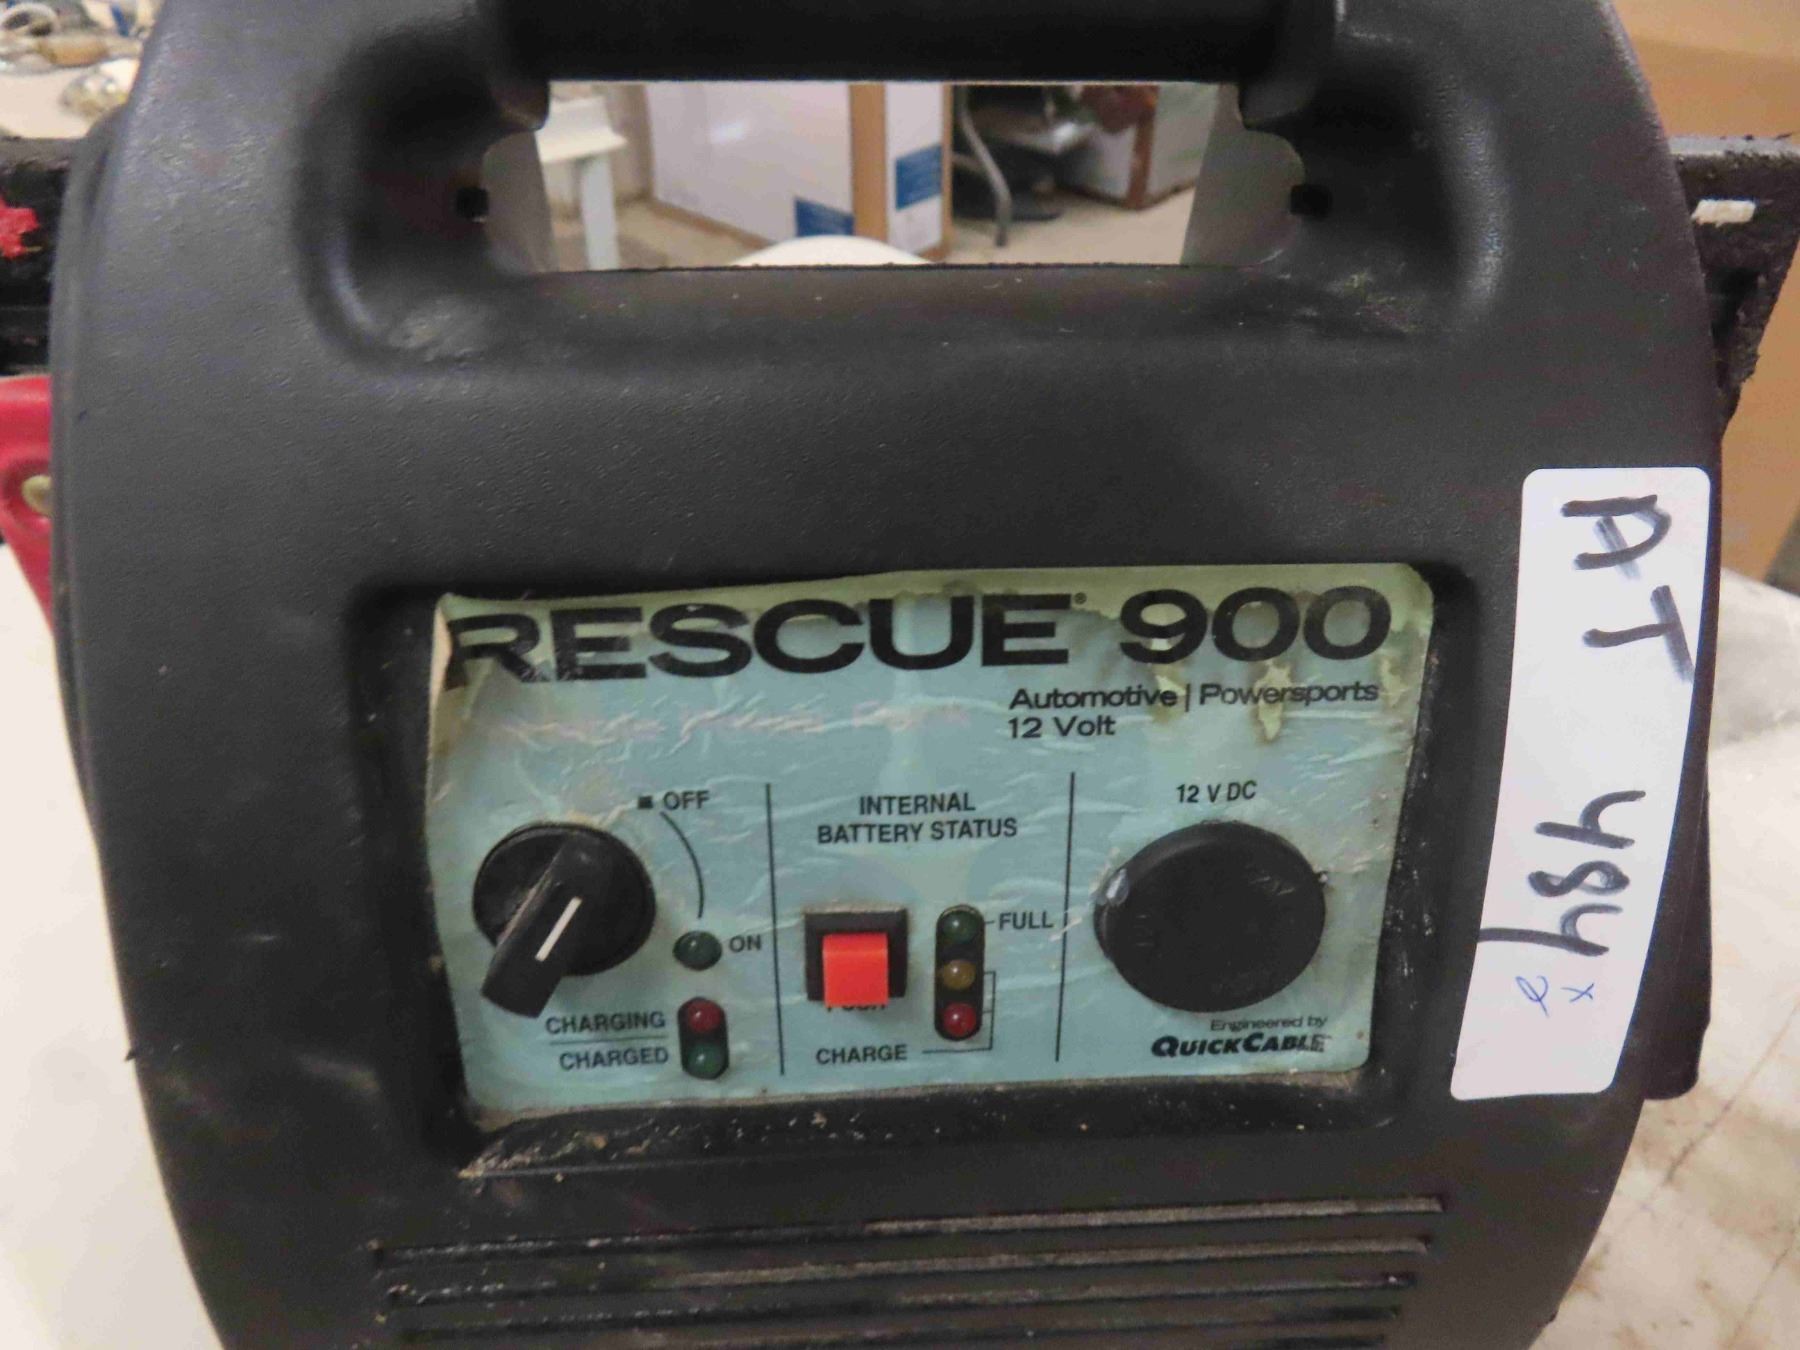 RESCUE® 900
Automotive | Powersports
12 Volt
OFF
ON
CHARGING
CHARGED
INTERNAL
BATTERY STATUS
FULL
PUSH
CHARGE
12 V DC
Engineered by
QUICKCABLE
AT 484